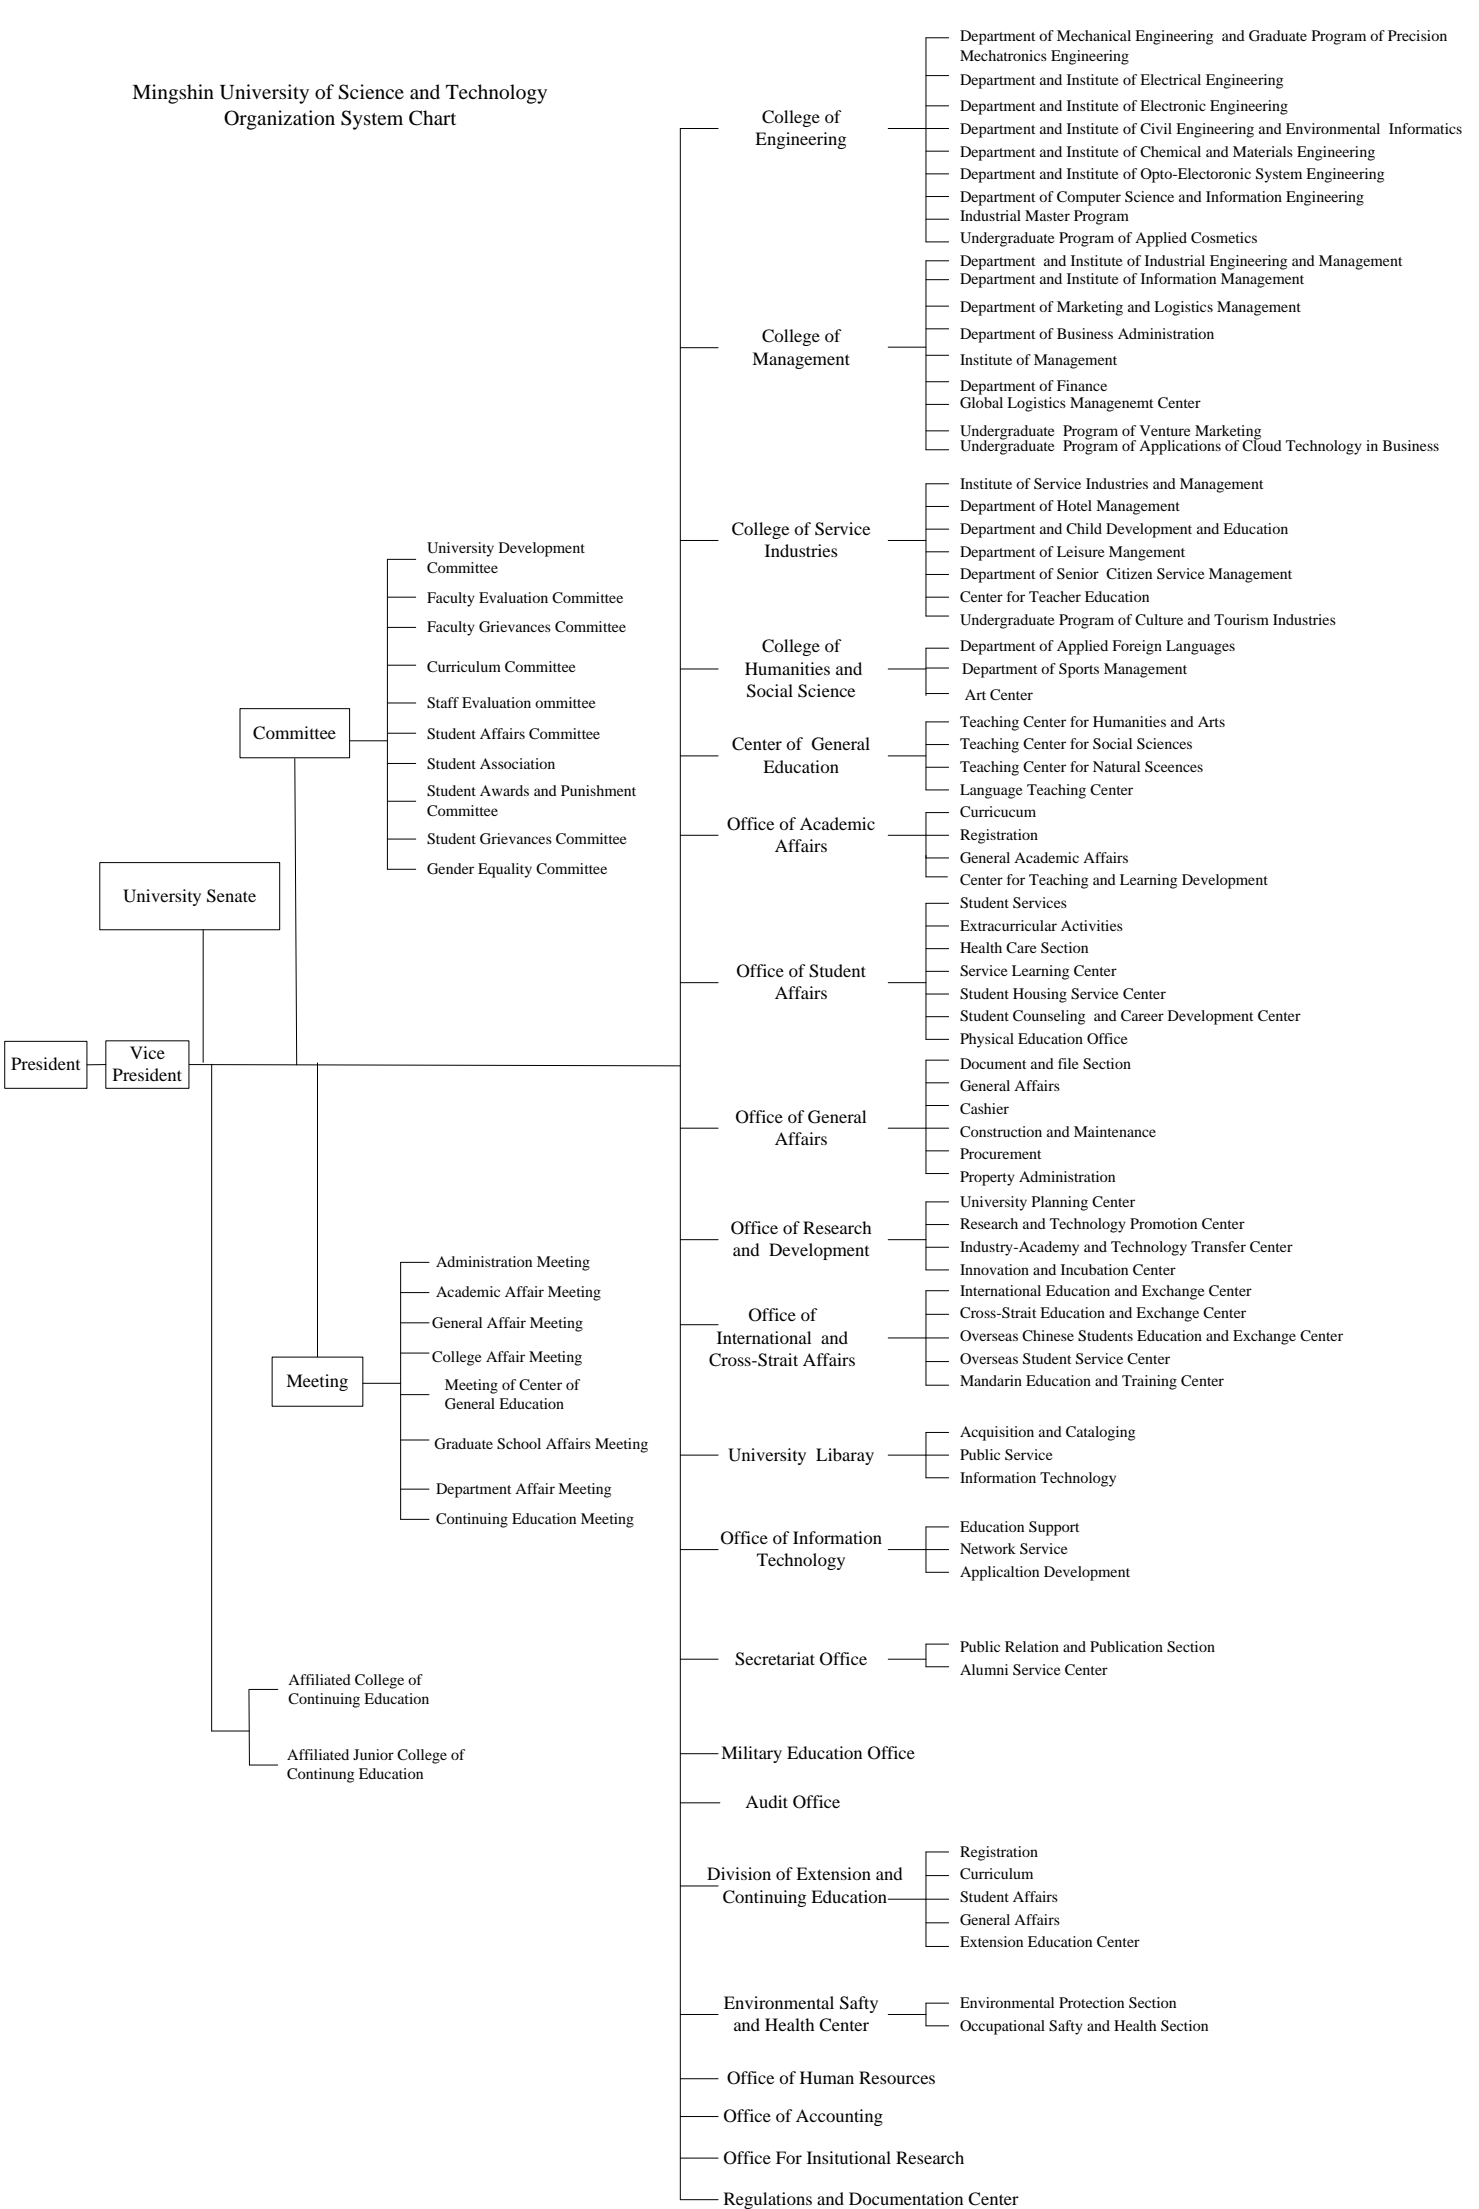 Mingshin University of Science and Technology
Organization System Chart
President
Vice
President
University Senate
Committee
University Development
Committee
Faculty Evaluation Committee
Faculty Grievances Committee
Curriculum Committee
Staff Evaluation ommittee
Student Affairs Committee
Student Association
Student Awards and Punishment
Committee
Student Grievances Committee
Gender Equality Committee
Meeting
Administration Meeting
Academic Affair Meeting
General Affair Meeting
College Affair Meeting
Meeting of Center of
General Education
Graduate School Affairs Meeting
Department Affair Meeting
Continuing Education Meeting
Affiliated College of
Continuing Education
Affiliated Junior College of
Continung Education
College of
Engineering
Department of Mechanical Engineering and Graduate Program of Precision
Mechatronics Engineering
Department and Institute of Electrical Engineering
Department and Institute of Electronic Engineering
Department and Institute of Civil Engineering and Environmental Informatics
Department and Institute of Chemical and Materials Engineering
Department and Institute of Opto-Electoronic System Engineering
Department of Computer Science and Information Engineering
Industrial Master Program
Undergraduate Program of Applied Cosmetics
College of
Management
Department and Institute of Industrial Engineering and Management
Department and Institute of Information Management
Department of Marketing and Logistics Management
Department of Business Administration
Institute of Management
Department of Finance
Global Logistics Managenemt Center
Undergraduate Program of Venture Marketing
Undergraduate Program of Applications of Cloud Technology in Business
College of Service
Industries
Institute of Service Industries and Management
Department of Hotel Management
Department and Child Development and Education
Department of Leisure Mangement
Department of Senior Citizen Service Management
Center for Teacher Education
Undergraduate Program of Culture and Tourism Industries
College of
Humanities and
Social Science
Department of Applied Foreign Languages
Department of Sports Management
Art Center
Center of General
Education
Teaching Center for Humanities and Arts
Teaching Center for Social Sciences
Teaching Center for Natural Sceences
Language Teaching Center
Office of Academic
Affairs
Curricucum
Registration
General Academic Affairs
Center for Teaching and Learning Development
Office of Student
Affairs
Student Services
Extracurricular Activities
Health Care Section
Service Learning Center
Student Housing Service Center
Student Counseling and Career Development Center
Physical Education Office
Office of General
Affairs
Document and file Section
General Affairs
Cashier
Construction and Maintenance
Procurement
Property Administration
Office of Research
and Development
University Planning Center
Research and Technology Promotion Center
Industry-Academy and Technology Transfer Center
Innovation and Incubation Center
Office of
International and
Cross-Strait Affairs
International Education and Exchange Center
Cross-Strait Education and Exchange Center
Overseas Chinese Students Education and Exchange Center
Overseas Student Service Center
Mandarin Education and Training Center
University Libaray
Acquisition and Cataloging
Public Service
Information Technology
Office of Information
Technology
Education Support
Network Service
Applicaltion Development
Secretariat Office
Public Relation and Publication Section
Alumni Service Center
Military Education Office
Audit Office
Division of Extension and
Continuing Education
Registration
Curriculum
Student Affairs
General Affairs
Extension Education Center
Environmental Safty
and Health Center
Environmental Protection Section
Occupational Safty and Health Section
Office of Human Resources
Office of Accounting
Office For Insitutional Research
Regulations and Documentation Center